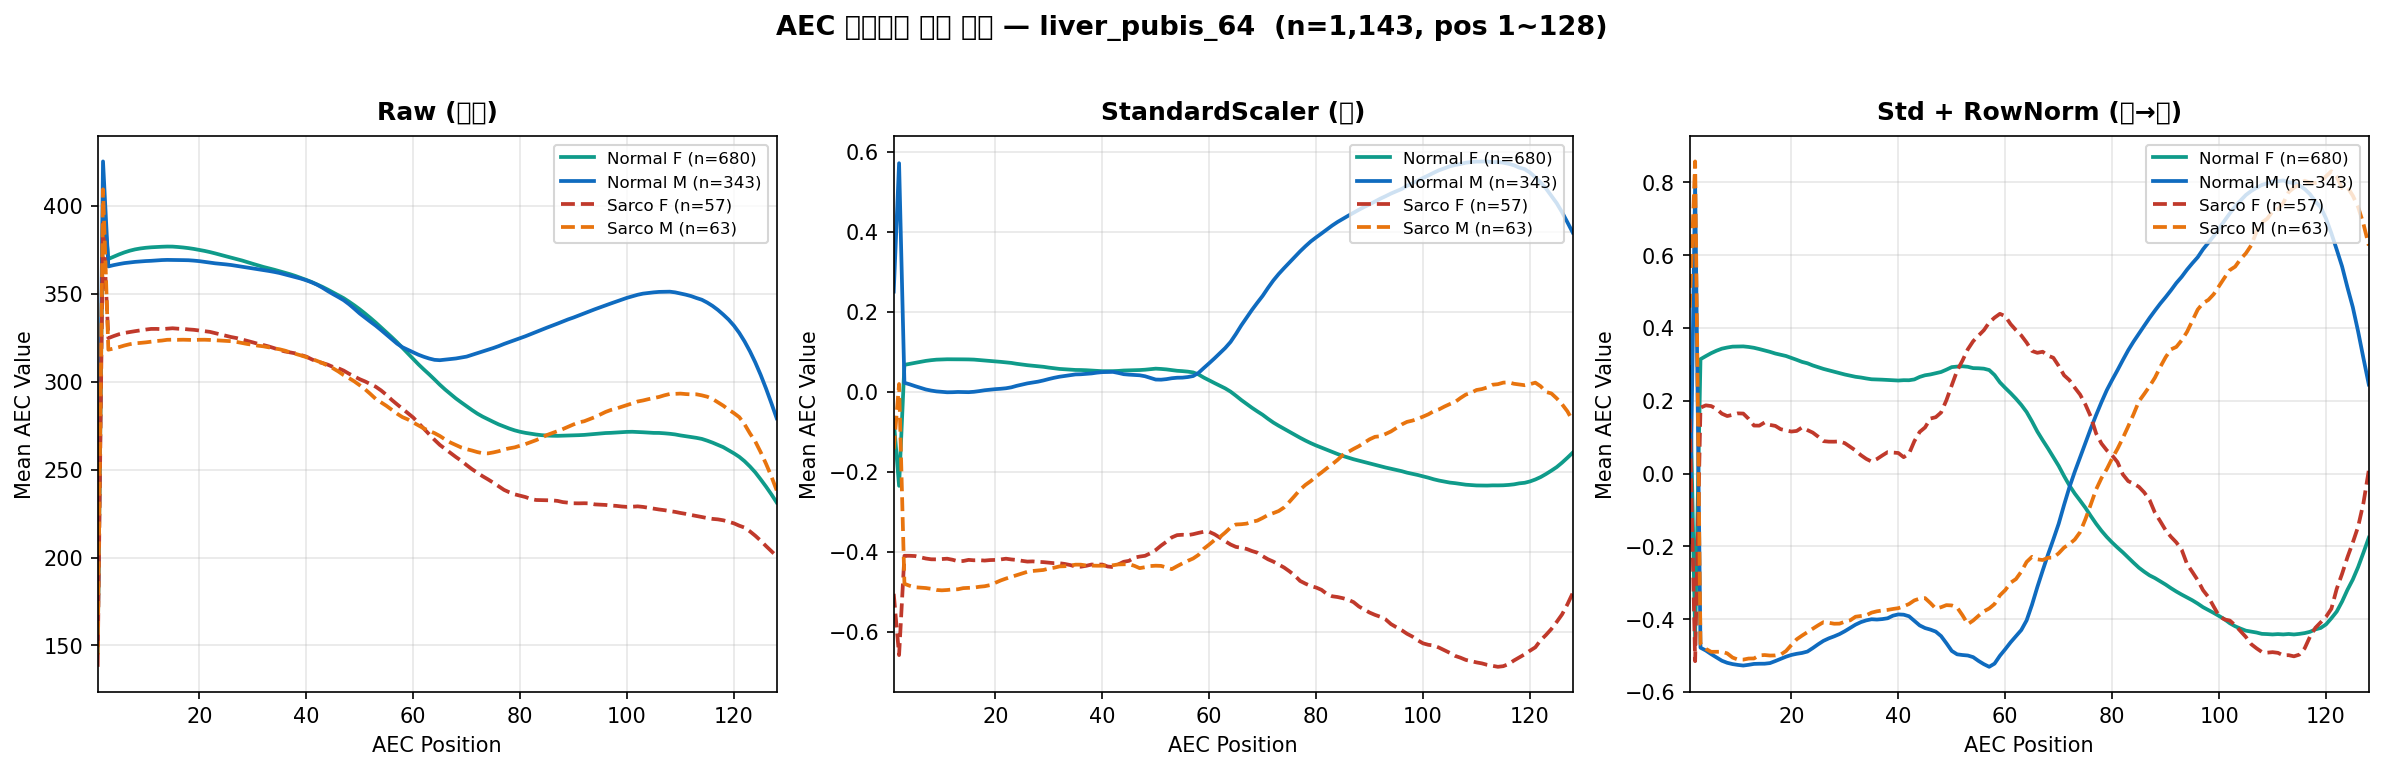 AEC — liver_pubis_64 (n=1,143, pos 1~128)
Raw
Mean AEC Value
400
350
300
250
200
150
20 40 60 80 100 120
AEC Position
Normal F (n=680)
Normal M (n=343)
Sarco F (n=57)
Sarco M (n=63)
StandardScaler
Mean AEC Value
0.6
0.4
0.2
0.0
−0.2
−0.4
−0.6
20 40 60 80 100 120
AEC Position
Normal F (n=680)
Normal M (n=343)
Sarco F (n=57)
Sarco M (n=63)
Std + RowNorm (→)
Mean AEC Value
0.8
0.6
0.4
0.2
0.0
−0.2
−0.4
−0.6
20 40 60 80 100 120
AEC Position
Normal F (n=680)
Normal M (n=343)
Sarco F (n=57)
Sarco M (n=63)